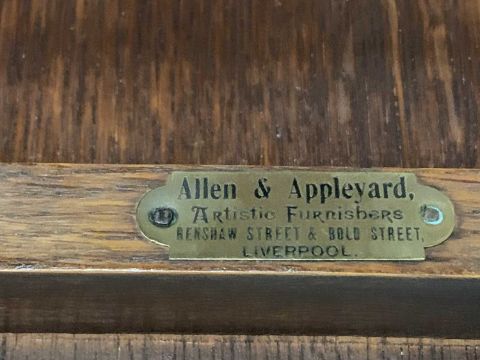 Allen & Appleyard,
Artistic Furnishers
RENSHAW STREET & BOLD STREET,
LIVERPOOL.